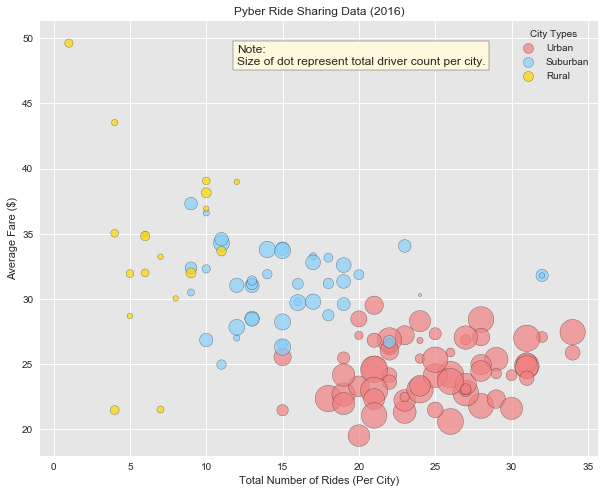 Pyber Ride Sharing Data (2016)
Note:
Size of dot represent total driver count per city.
City Types
Urban
Suburban
Rural
Average Fare ($)
50
45
40
35
30
25
20
0 5 10 15 20 25 30 35
Total Number of Rides (Per City)